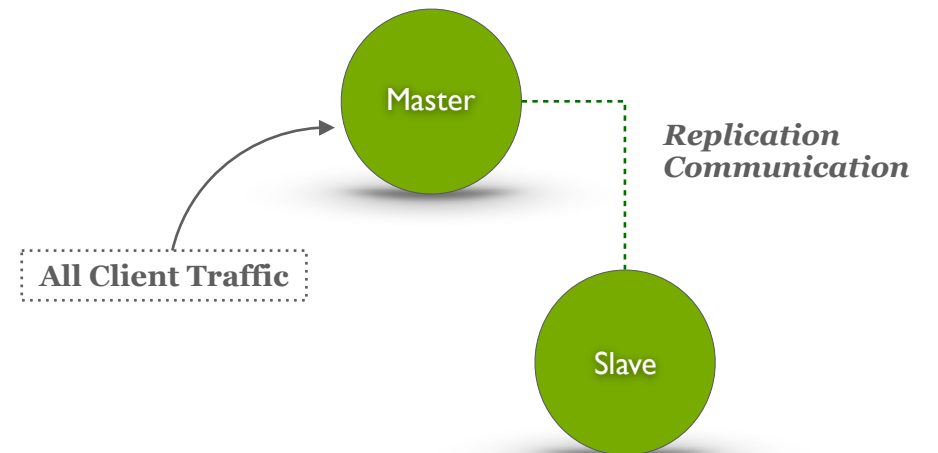 Master
Replication
Communication
All Client Traffic
Slave